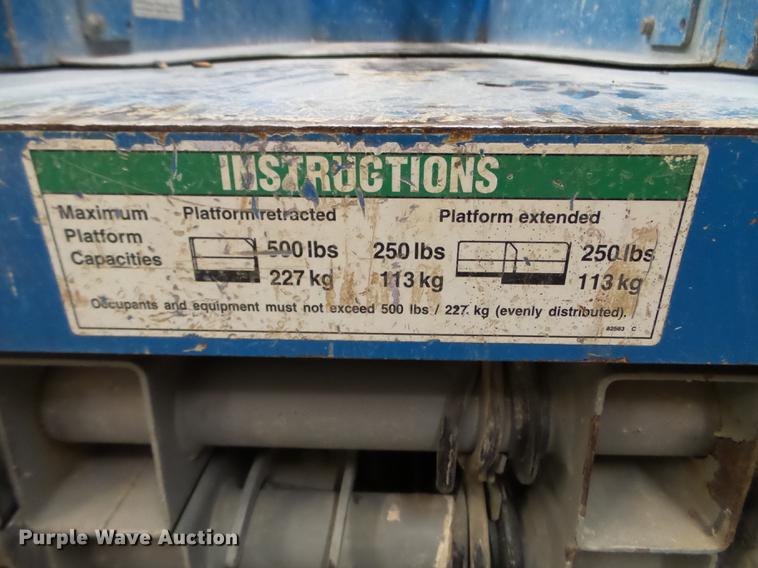 INSTRUCTIONS
Maximum Platform retracted Platform extended
Platform 500 lbs 250 lbs 250 lbs
Capacities 227 kg 113 kg 113 kg
Occupants and equipment must not exceed 500 lbs / 227 kg (evenly distributed).
82563 C
Purple Wave Auction